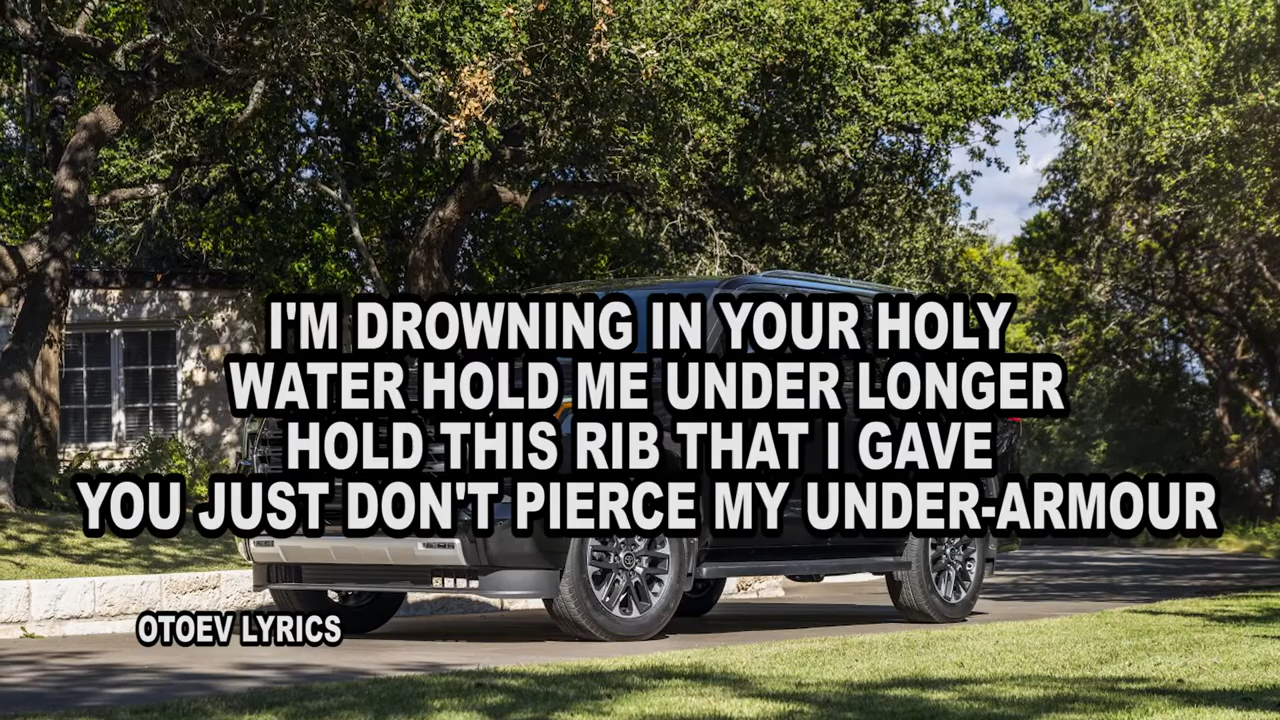 I'M DROWNING IN YOUR HOLY
WATER HOLD ME UNDER LONGER
HOLD THIS RIB THAT I GAVE
YOU JUST DON'T PIERCE MY UNDER-ARMOUR
OTOEV LYRICS